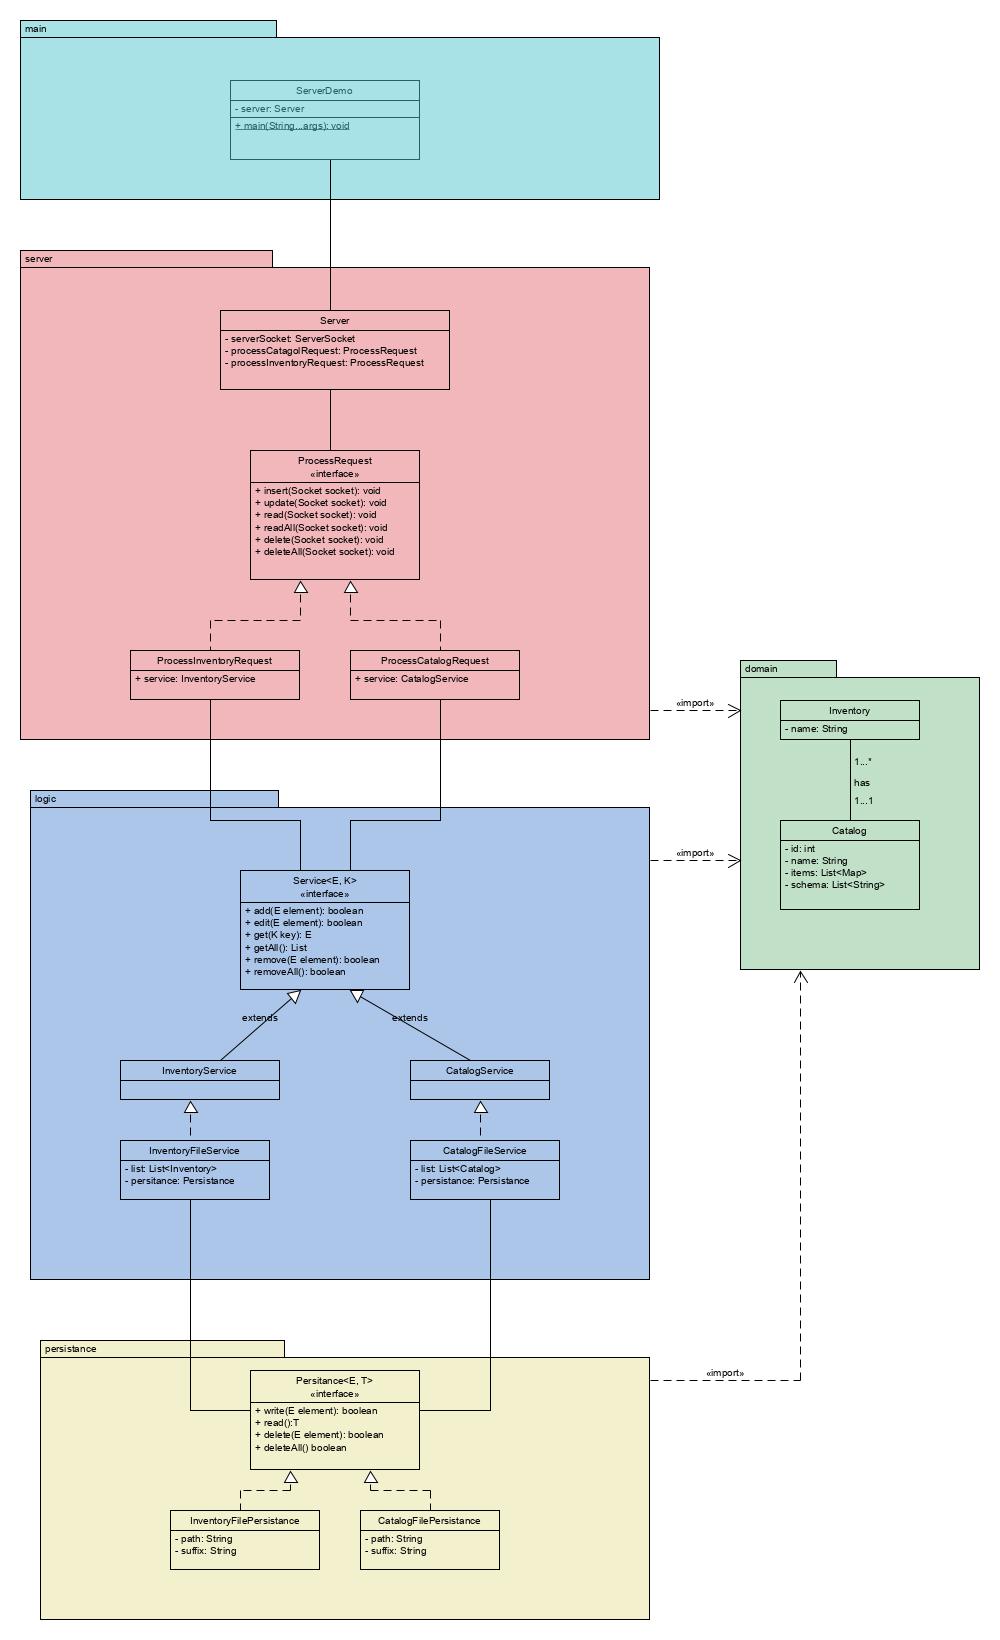 main
ServerDemo
- server: Server
+ main(String...args): void
server
Server
- serverSocket: ServerSocket
- processCatagolRequest: ProcessRequest
- processInventoryRequest: ProcessRequest
ProcessRequest
«interface»
+ insert(Socket socket): void
+ update(Socket socket): void
+ read(Socket socket): void
+ readAll(Socket socket): void
+ delete(Socket socket): void
+ deleteAll(Socket socket): void
ProcessInventoryRequest
+ service: InventoryService
ProcessCatalogRequest
+ service: CatalogService
«import»
domain
Inventory
- name: String
1...*
has
1...1
Catalog
- id: int
- name: String
- items: List<Map>
- schema: List<String>
logic
«import»
Service<E, K>
«interface»
+ add(E element): boolean
+ edit(E element): boolean
+ get(K key): E
+ getAll(): List
+ remove(E element): boolean
+ removeAll(): boolean
extends
extends
InventoryService
CatalogService
InventoryFileService
- list: List<Inventory>
- persitance: Persistance
CatalogFileService
- list: List<Catalog>
- persistance: Persistance
persistance
«import»
Persitance<E, T>
«interface»
+ write(E element): boolean
+ read():T
+ delete(E element): boolean
+ deleteAll() boolean
InventoryFilePersistance
- path: String
- suffix: String
CatalogFilePersistance
- path: String
- suffix: String